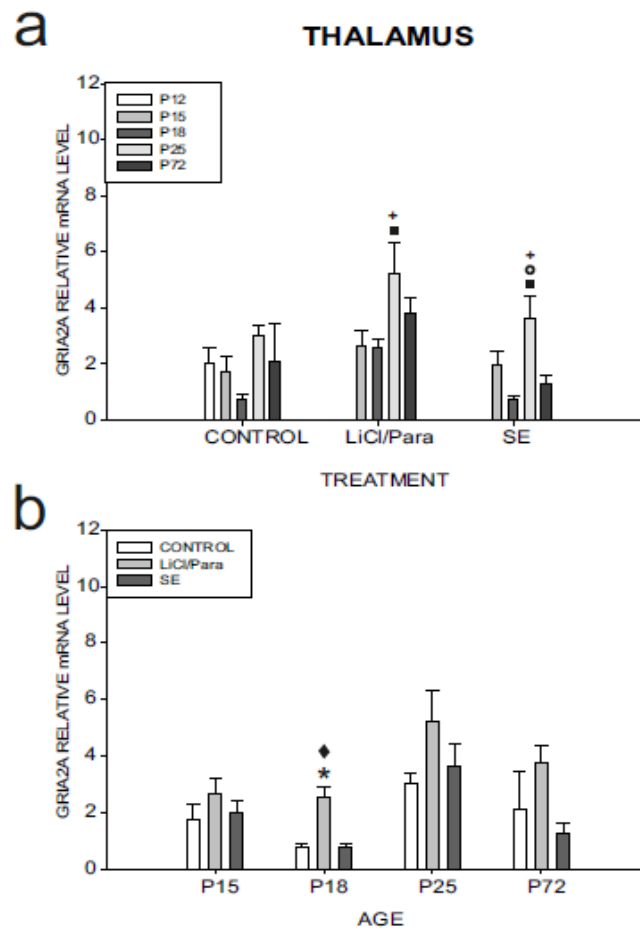 a
THALAMUS
GRIA2A RELATIVE mRNA LEVEL
12
10
8
6
4
2
0
P12
P15
P18
P25
P72
+
■
+
o
■
CONTROL LiCl/Para SE
TREATMENT
b
GRIA2A RELATIVE mRNA LEVEL
12
10
8
6
4
2
0
CONTROL
LiCl/Para
SE
♦
*
P15 P18 P25 P72
AGE